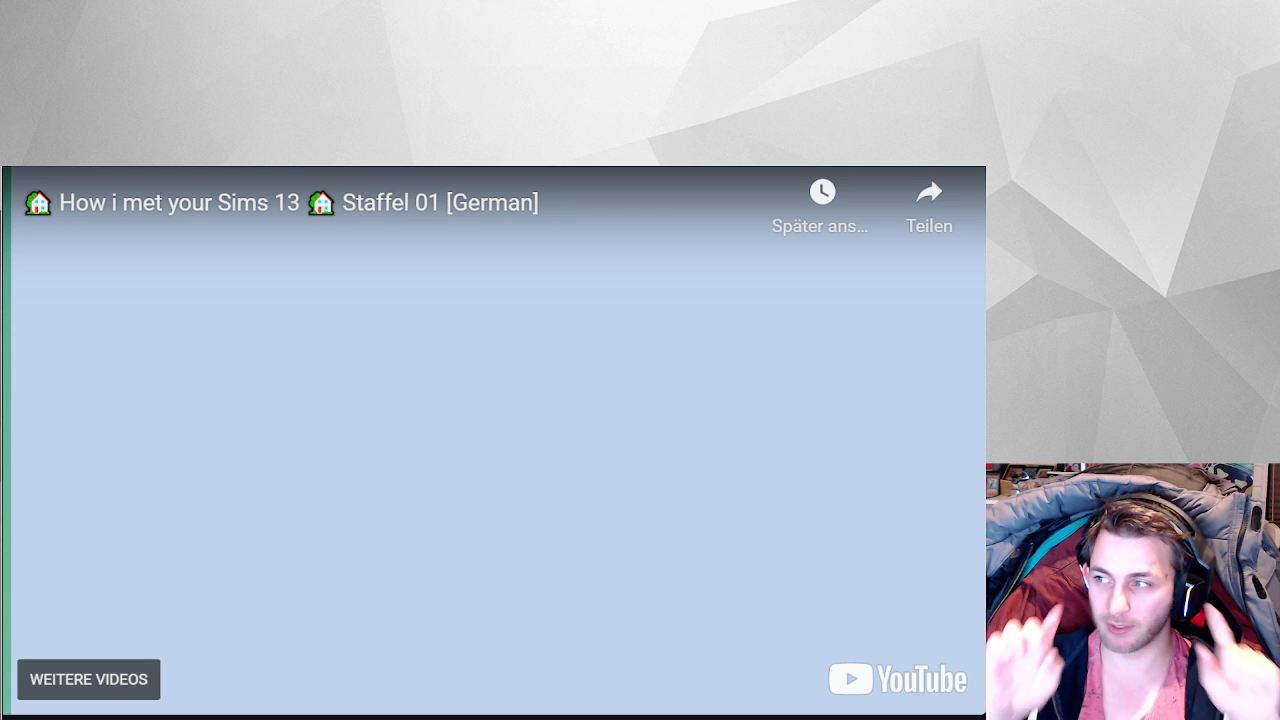 🏠 How i met your Sims 13 🏠 Staffel 01 [German]
Später ans...
Teilen
WEITERE VIDEOS
YouTube